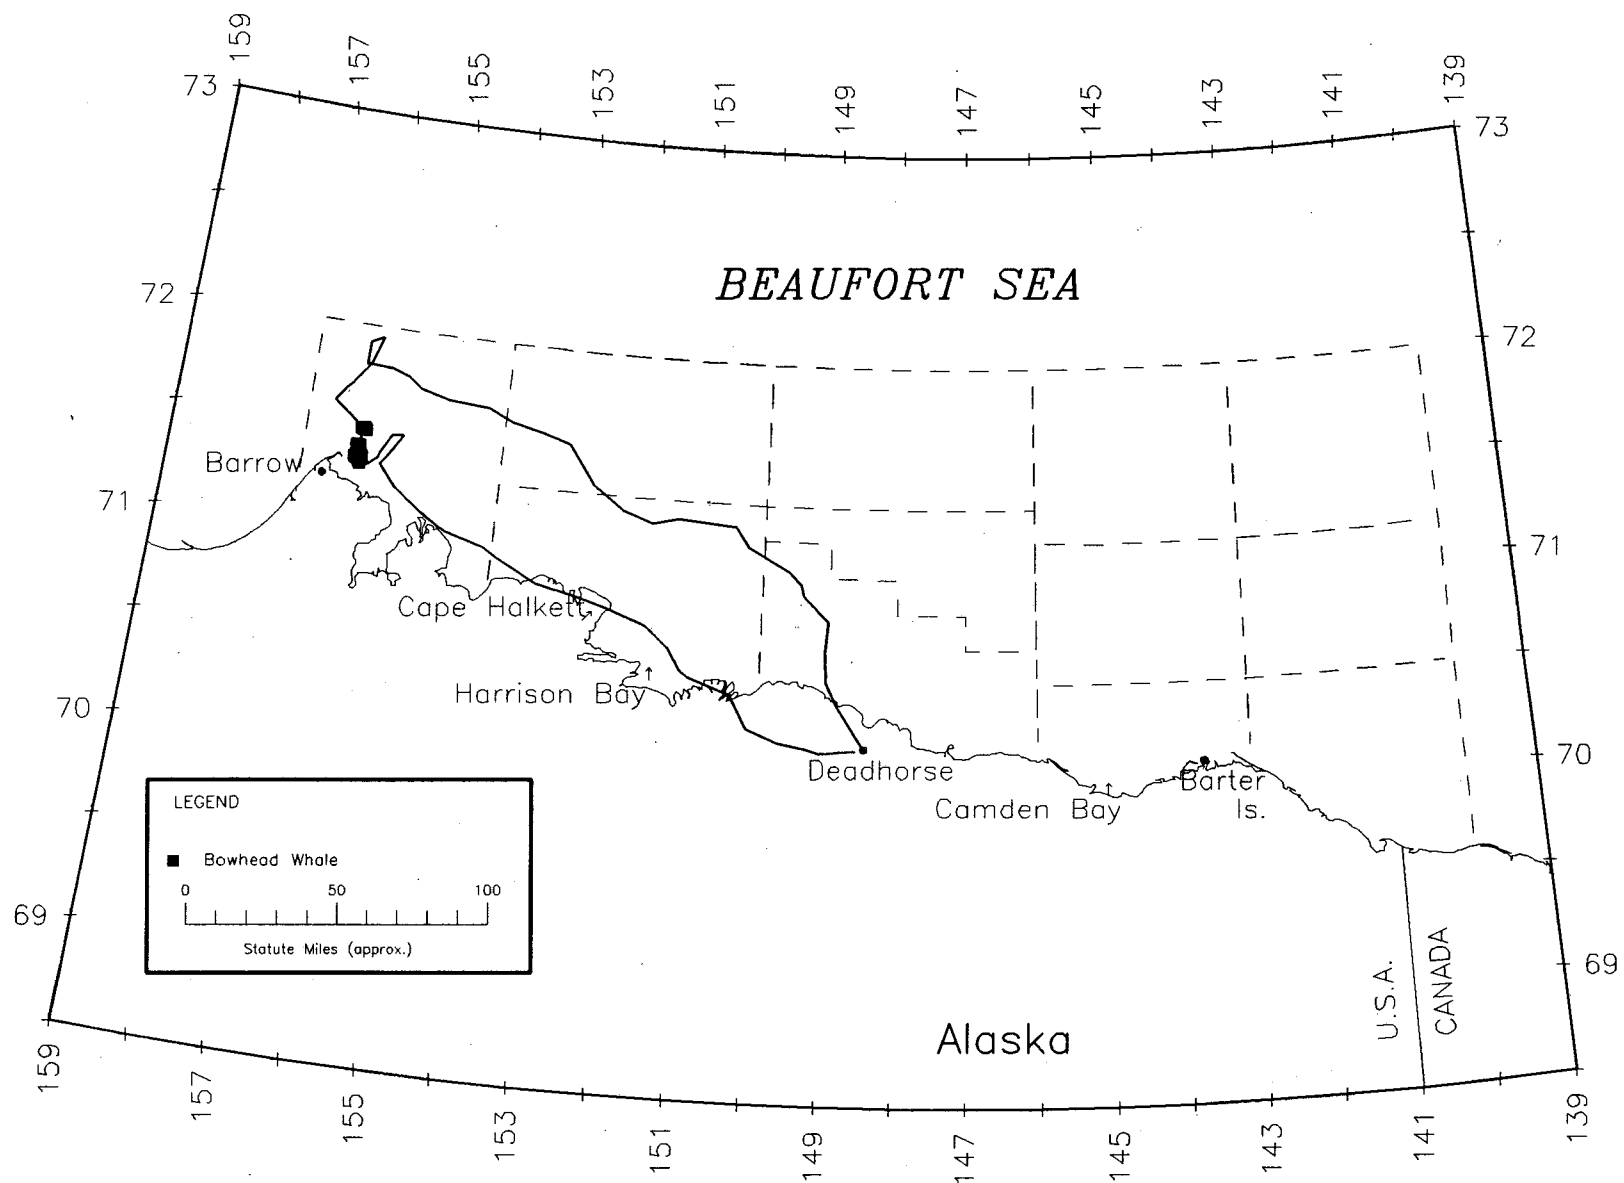 159
157
155
153
151
149
147
145
143
141
139
73
73
72
72
BEAUFORT SEA
Barrow
71
71
Cape Halkett
Harrison Bay
70
70
Deadhorse
Camden Bay
Barter
Is.
LEGEND
Bowhead Whale
0 50 100
Statute Miles (approx.)
69
69
U.S.A.
CANADA
Alaska
159
157
155
153
151
149
147
145
143
141
139